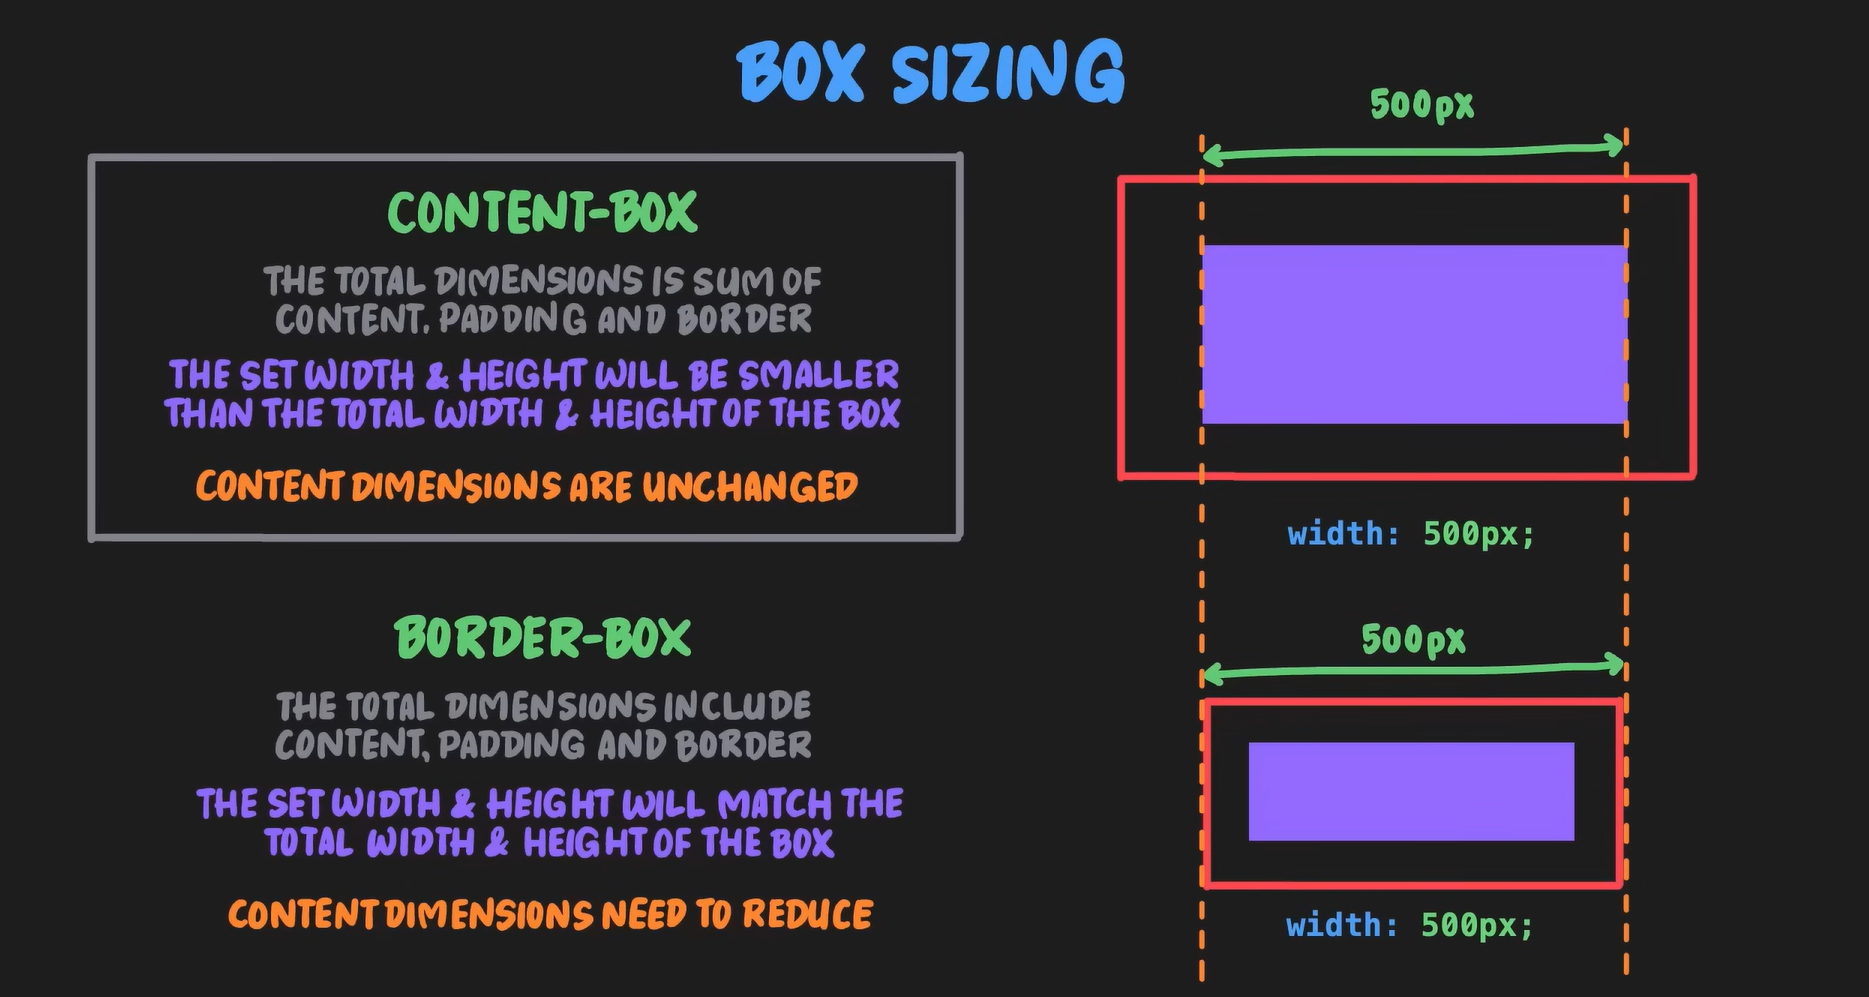 BOX SIZING
CONTENT-BOX
THE TOTAL DIMENSIONS IS SUM OF
CONTENT. PADDING AND BORDER
THE SET WIDTH & HEIGHT WILL BE SMALLER
THAN THE TOTAL WIDTH & HEIGHT OF THE BOX
CONTENT DIMENSIONS ARE UNCHANGED
500px
width: 500px;
BORDER-BOX
THE TOTAL DIMENSIONS INCLUDE
CONTENT, PADDING AND BORDER
THE SET WIDTH & HEIGHT WILL MATCH THE
TOTAL WIDTH & HEIGHT OF THE BOX
CONTENT DIMENSIONS NEED TO REDUCE
500px
width: 500px;